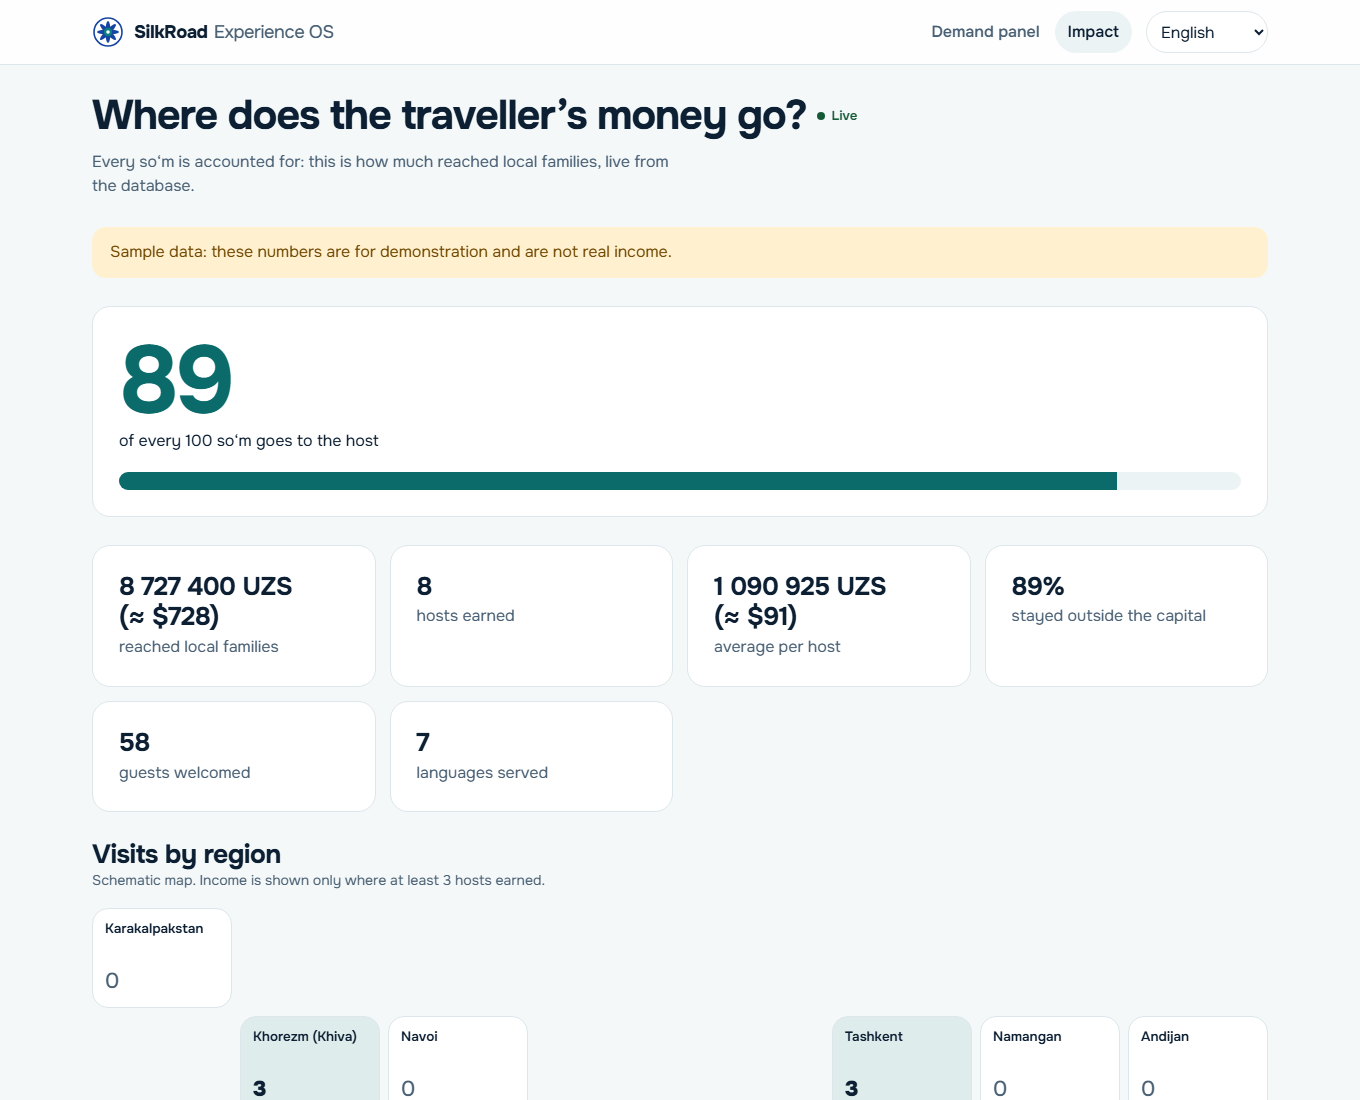 SilkRoad Experience OS
Demand panel
Impact
English
Where does the traveller’s money go?
Live
Every so‘m is accounted for: this is how much reached local families, live from
the database.
Sample data: these numbers are for demonstration and are not real income.
89
of every 100 so‘m goes to the host
8 727 400 UZS
(≈ $728)
reached local families
8
hosts earned
1 090 925 UZS
(≈ $91)
average per host
89%
stayed outside the capital
58
guests welcomed
7
languages served
Visits by region
Schematic map. Income is shown only where at least 3 hosts earned.
Karakalpakstan
0
Khorezm (Khiva)
3
Navoi
0
Tashkent
3
Namangan
0
Andijan
0